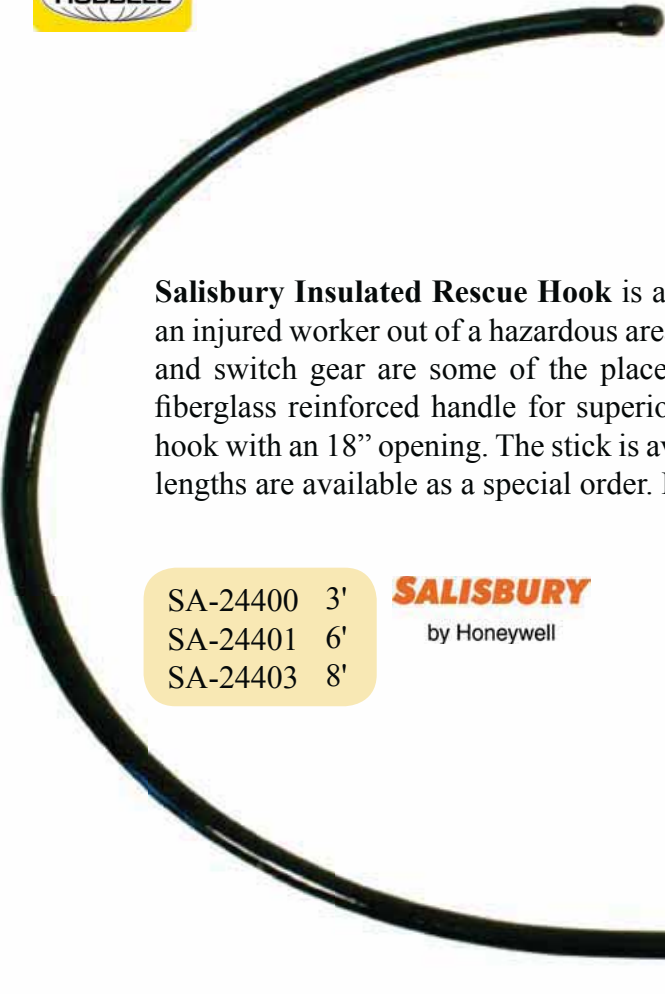 HUBBELL
Salisbury Insulated Rescue Hook is a
an injured worker out of a hazardous are
and switch gear are some of the place
fiberglass reinforced handle for superio
hook with an 18” opening. The stick is av
lengths are available as a special order.
SA-24400 3'
SA-24401 6'
SA-24403 8'
SALISBURY
by Honeywell